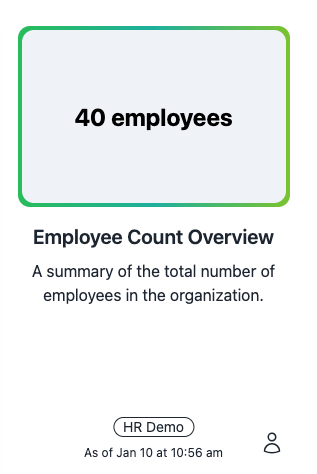 40 employees
Employee Count Overview
A summary of the total number of
employees in the organization.
HR Demo
As of Jan 10 at 10:56 am